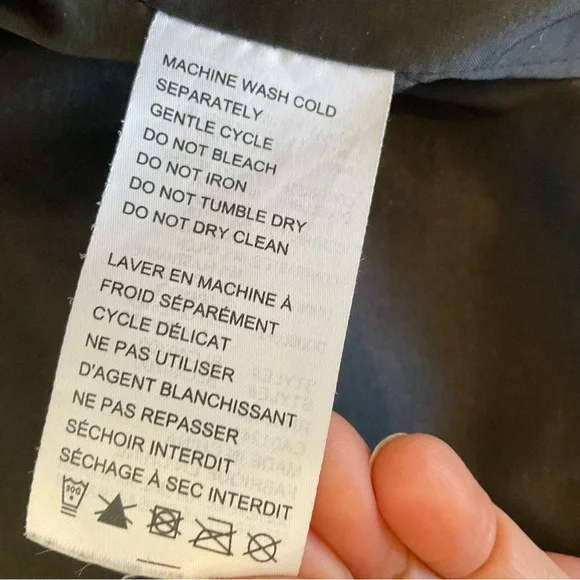 MACHINE WASH COLD
SEPARATELY
GENTLE CYCLE
DO NOT BLEACH
DO NOT IRON
DO NOT TUMBLE DRY
DO NOT DRY CLEAN
LAVER EN MACHINE À
FROID SÉPARÉMENT
CYCLE DÉLICAT
NE PAS UTILISER
D'AGENT BLANCHISSANT
NE PAS REPASSER
SÉCHOIR INTERDIT
SÉCHAGE À SEC INTERDIT